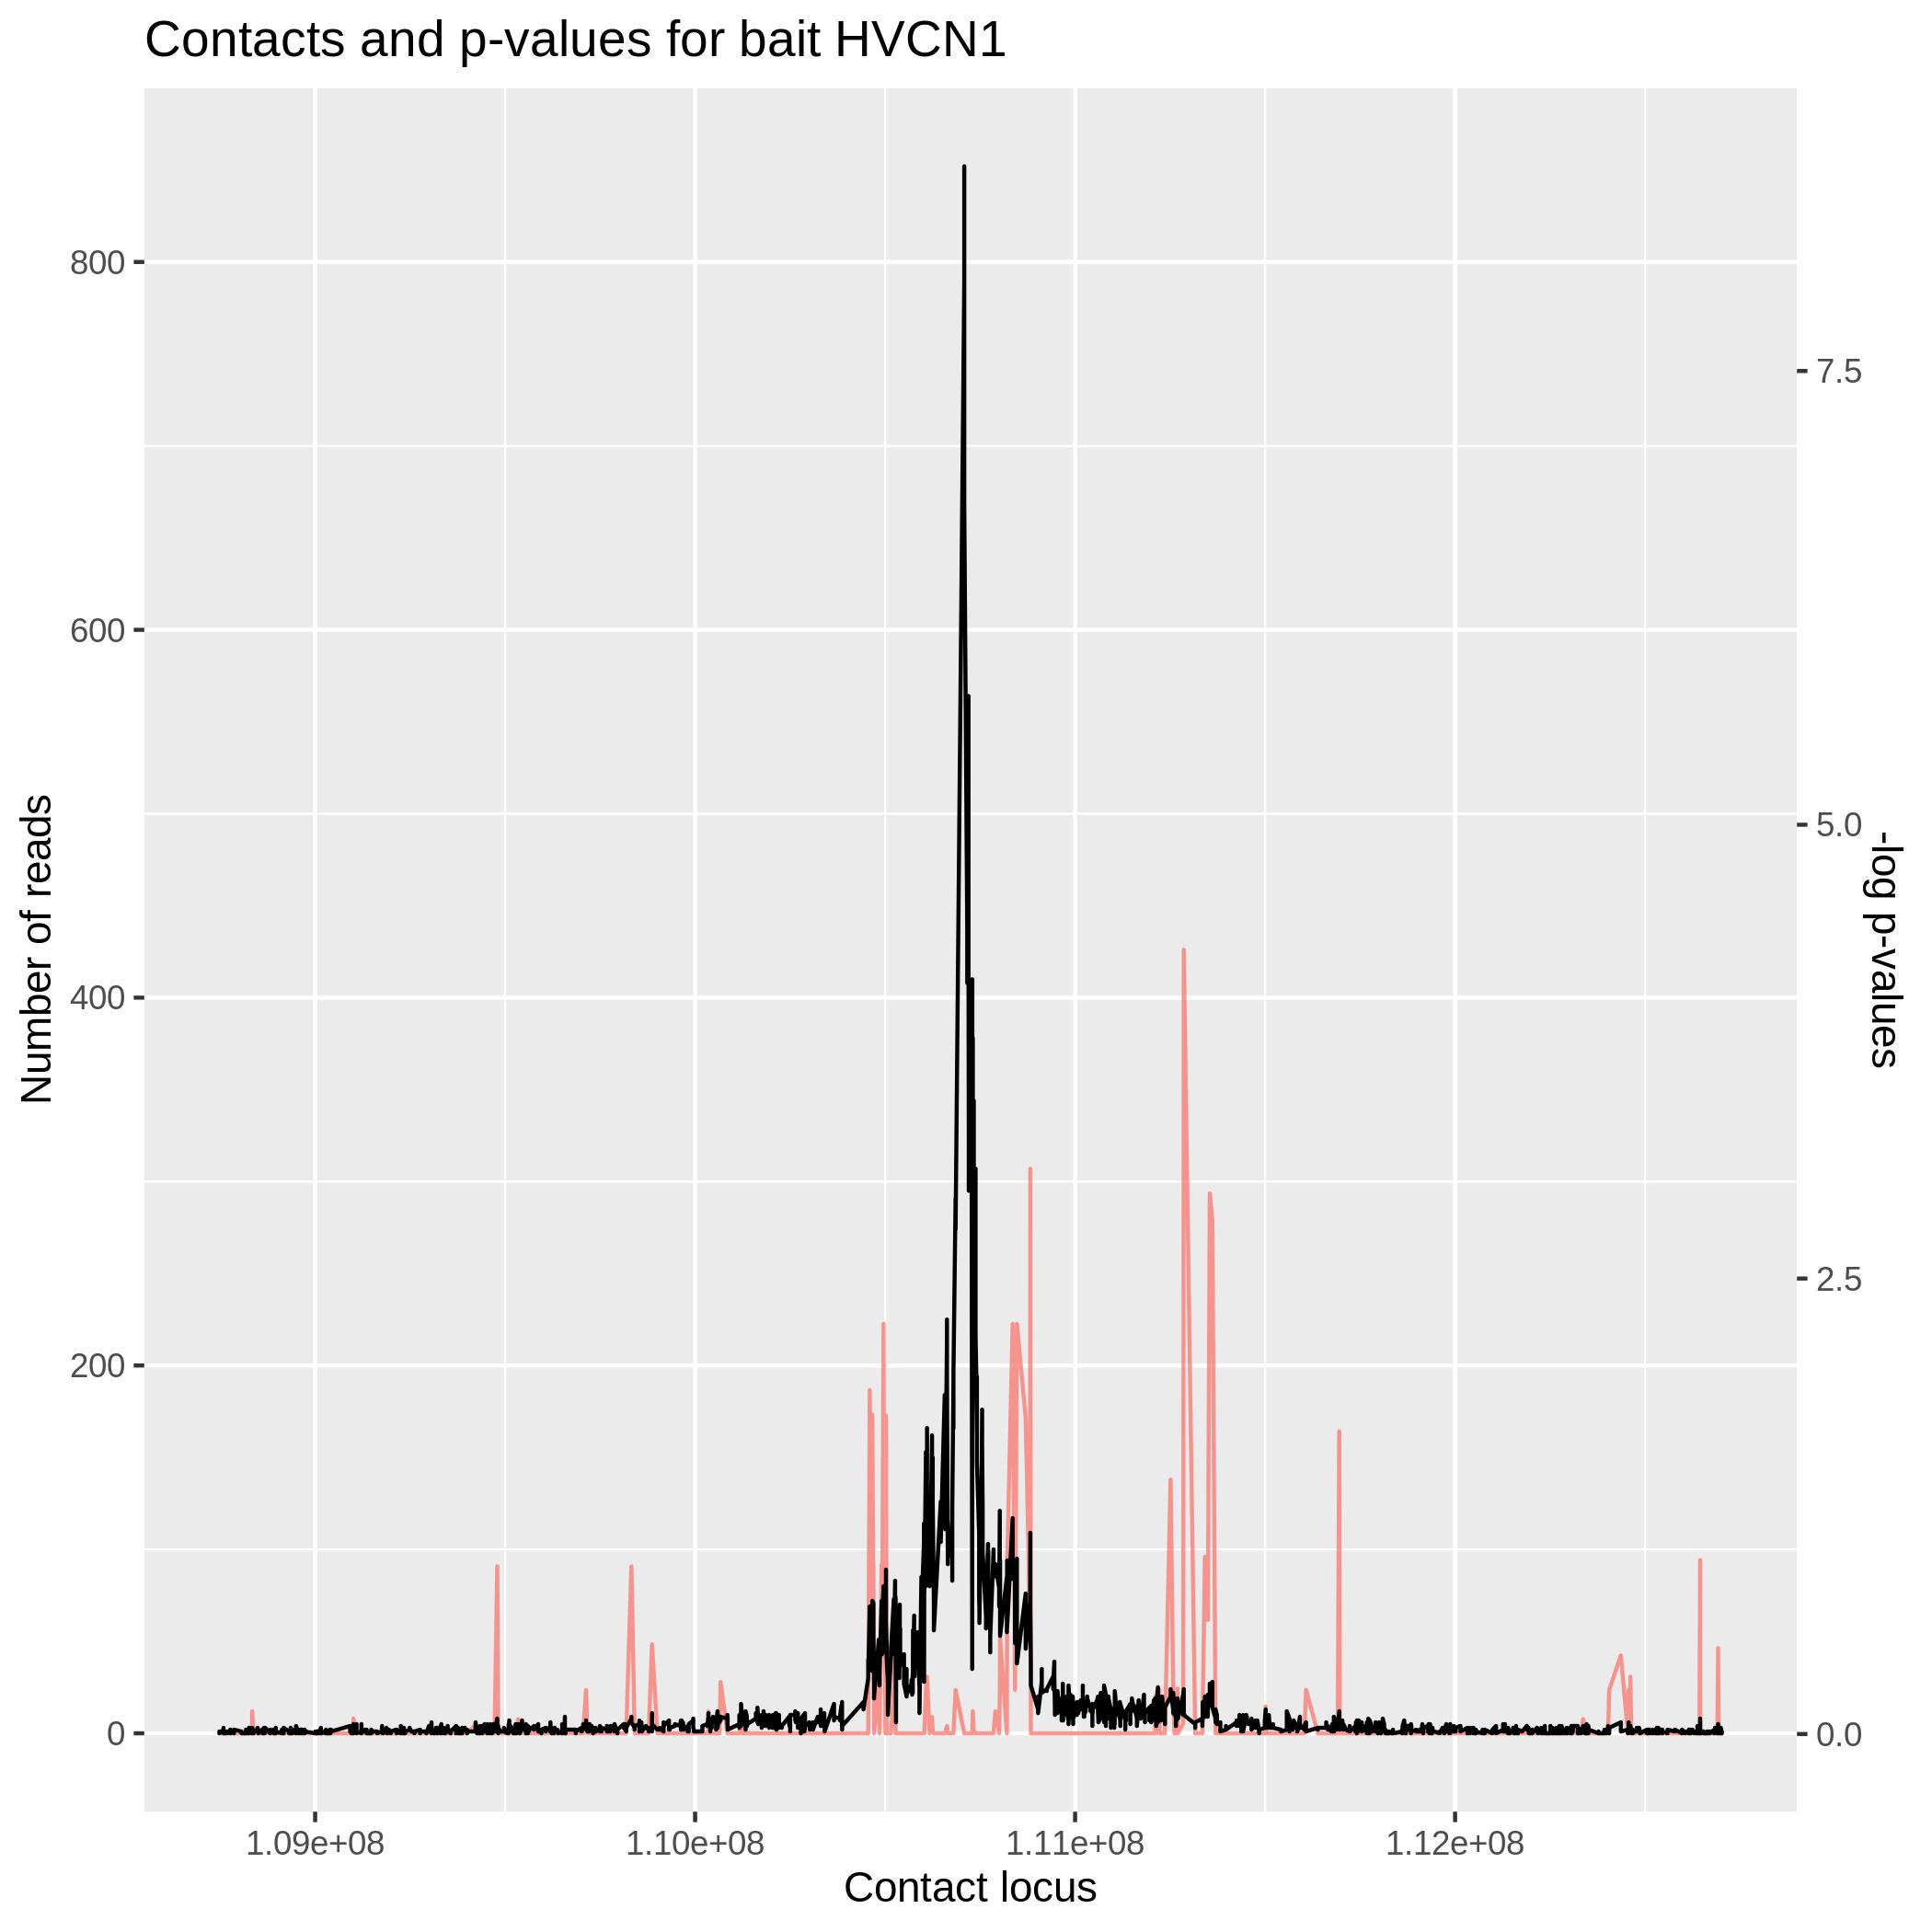 Contacts and p-values for bait HVCN1
Number of reads
800
600
400
200
0
7.5
5.0
2.5
0.0
-log p-values
1.09e+08
1.10e+08
1.11e+08
1.12e+08
Contact locus